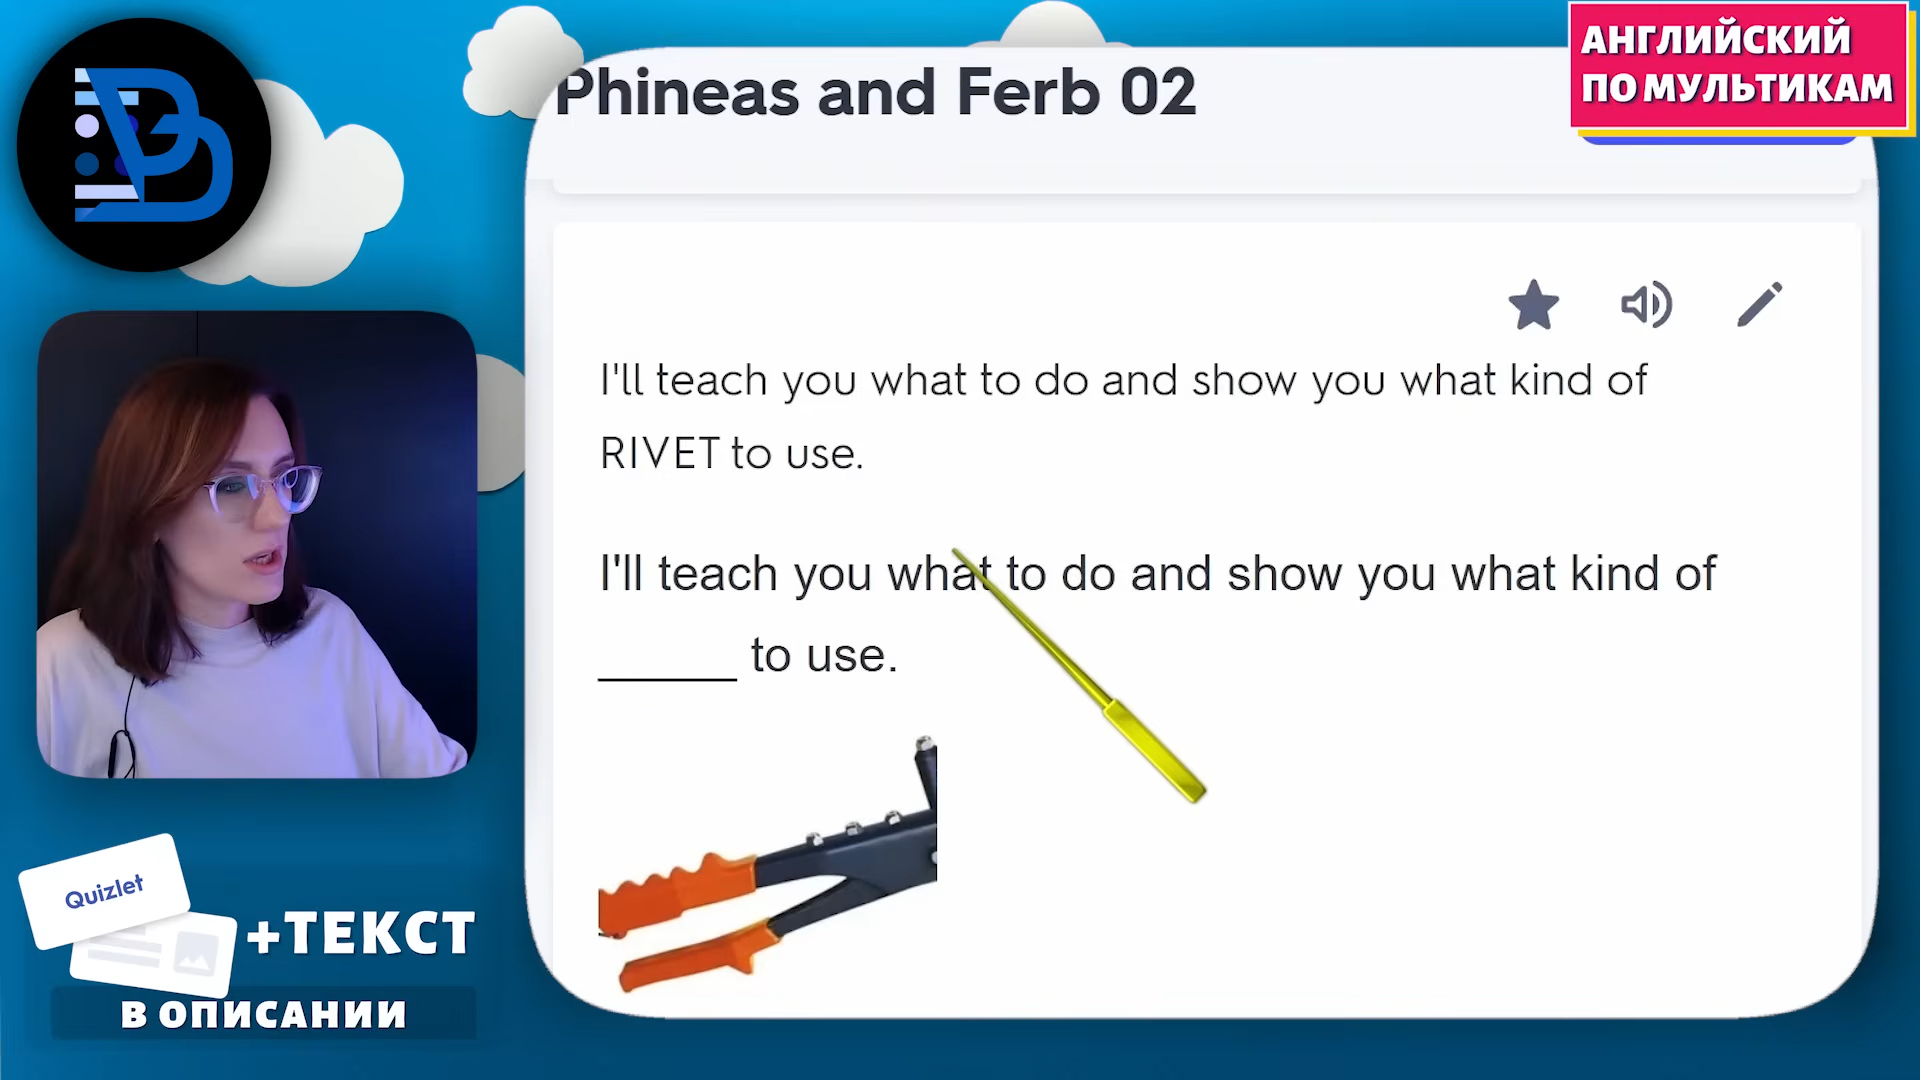 Phineas and Ferb 02
АНГЛИЙСКИЙ
ПО МУЛЬТИКАМ
I'll teach you what to do and show you what kind of
RIVET to use.
I'll teach you what to do and show you what kind of
______ to use.
Quizlet
+ТЕКСТ
В ОПИСАНИИ